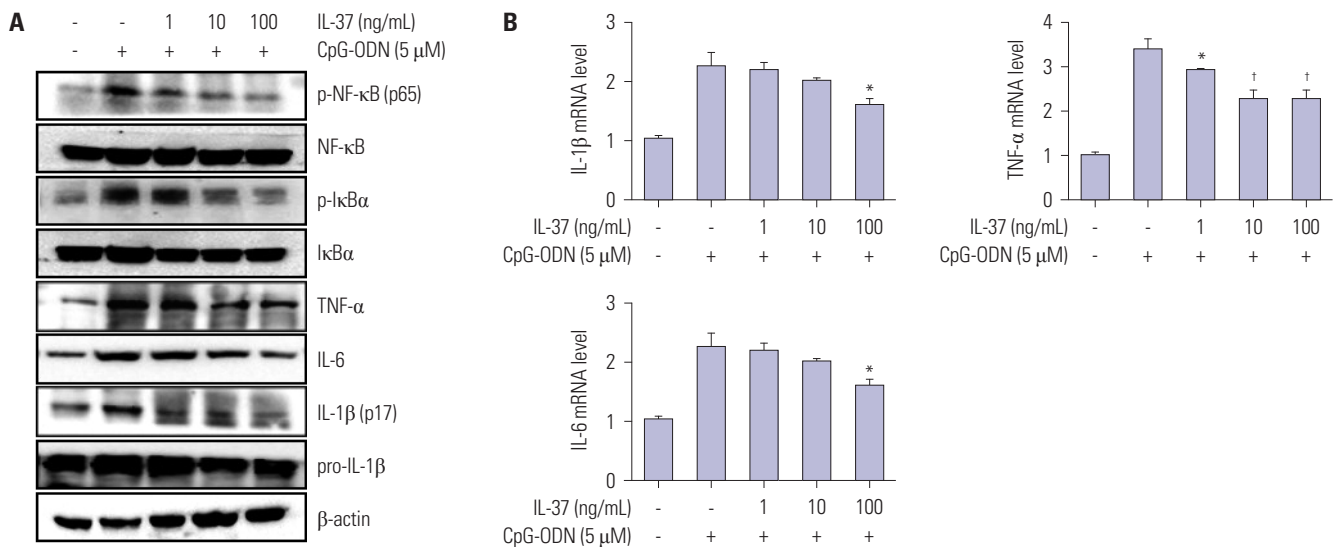 A
- - 1 10 100 IL-37 (ng/mL)
- + + + + CpG-ODN (5 μM)
p-NF-κB (p65)
NF-κB
p-IκBα
IκBα
TNF-α
IL-6
IL-1β (p17)
pro-IL-1β
β-actin
B
IL-1β mRNA level
3
2
1
0
*
IL-37 (ng/mL) - - 1 10 100
CpG-ODN (5 μM) - + + + +
TNF-α mRNA level
4
3
2
1
0
* † †
IL-37 (ng/mL) - - 1 10 100
CpG-ODN (5 μM) - + + + +
IL-6 mRNA level
3
2
1
0
*
IL-37 (ng/mL) - - 1 10 100
CpG-ODN (5 μM) - + + + +